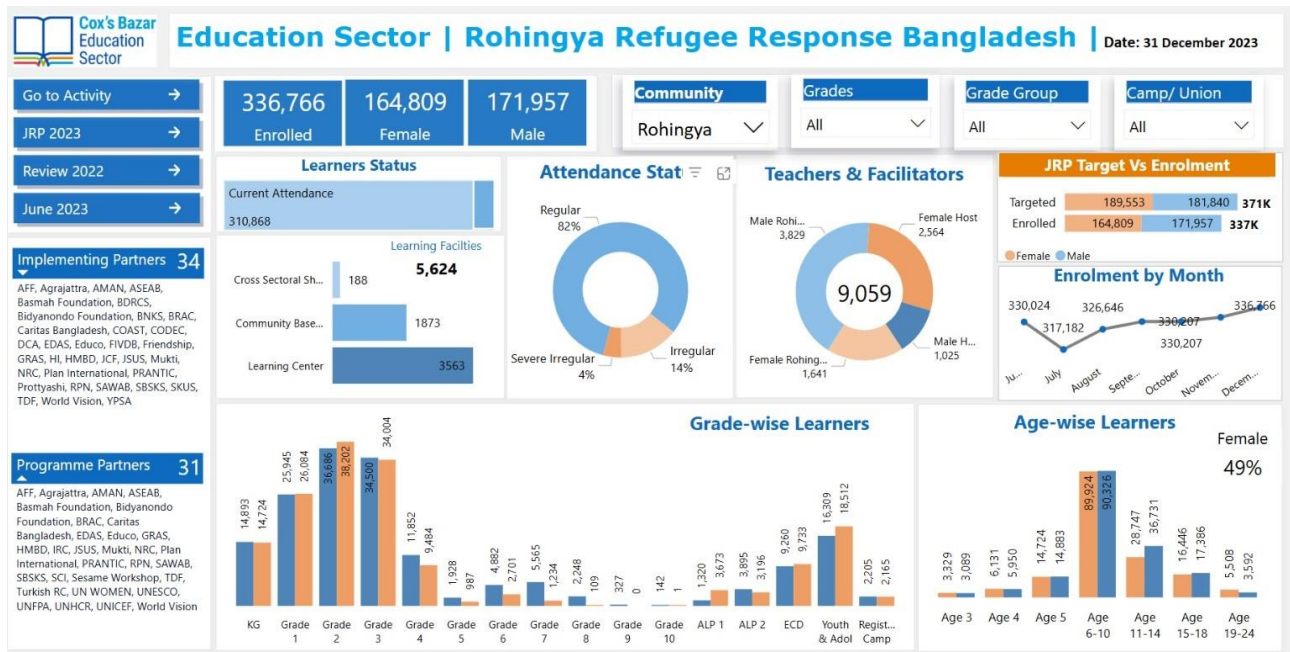 Cox's Bazar
Education
Sector
Education Sector | Rohingya Refugee Response Bangladesh |
Date: 31 December 2023
Go to Activity
JRP 2023
Review 2022
June 2023
336,766
Enrolled
164,809
Female
171,957
Male
Community
Rohingya
Grades
All
Grade Group
All
Camp/ Union
All
Implementing Partners 34
AFF, Agrajattra, AMAN, ASEAB,
Basmah Foundation, BDRCS,
Bidyanondo Foundation, BNKS, BRAC,
Caritas Bangladesh, COAST, CODEC,
DCA, EDAS, Educo, FIVDB, Friendship,
GRAS, HI, HMBD, JCF, JSUS, Mukti,
NRC, Plan International, PRANTIC,
Prottyashi, RPN, SAWAB, SBSKS, SKUS,
TDF, World Vision, YPSA
Programme Partners 31
AFF, Agrajattra, AMAN, ASEAB,
Basmah Foundation, Bidyanondo
Foundation, BRAC, Caritas
Bangladesh, EDAS, Educo, GRAS,
HMBD, IRC, JSUS, Mukti, NRC, Plan
International, PRANTIC, RPN, SAWAB,
SBSKS, SCI, Sesame Workshop, TDF,
Turkish RC, UN WOMEN, UNESCO,
UNFPA, UNHCR, UNICEF, World Vision
Learners Status
Current Attendance
310,868
Learning Facilties
5,624
Cross Sectoral Sh... 188
Community Base... 1873
Learning Center 3563
Attendance Stat
Regular
82%
Irregular
14%
Severe Irregular
4%
Teachers & Facilitators
Male Rohi...
3,829
Female Host
2,564
9,059
Male H...
1,025
Female Rohing...
1,641
JRP Target Vs Enrolment
Targeted 189,553 181,840 371K
Enrolled 164,809 171,957 337K
Female Male
Enrolment by Month
330,024
317,182
326,646
330,207
330,207
336,766
Ju... July August Septe... October Novem... Decem...
Grade-wise Learners
14,893 14,724
25,945 26,084
36,686 38,202
34,500 34,004
11,852 9,484
1,928 987
4,882 2,701
5,565 1,234
2,248 109
327 0
142 1
1,320 3,673
3,895 3,196
9,260 9,733
16,309 18,512
2,205 2,165
KG
Grade 1
Grade 2
Grade 3
Grade 4
Grade 5
Grade 6
Grade 7
Grade 8
Grade 9
Grade 10
ALP 1
ALP 2
ECD
Youth & Adol
Regist... Camp
Age-wise Learners
Female
49%
3,329 3,089
6,131 5,950
14,724 14,883
89,924 90,326
28,747 36,731
16,446 17,386
5,508 3,592
Age 3
Age 4
Age 5
Age 6-10
Age 11-14
Age 15-18
Age 19-24